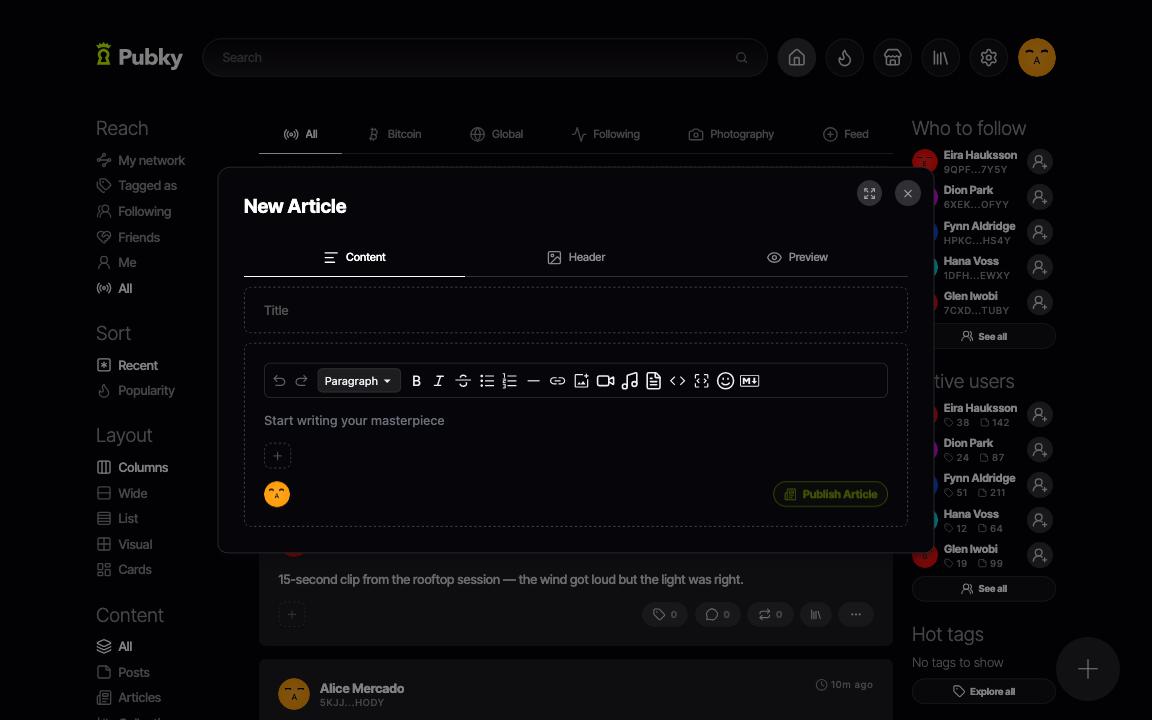 Pubky
Search
Reach
My network
Tagged as
Following
Friends
Me
All
Sort
Recent
Popularity
Layout
Columns
Wide
List
Visual
Cards
Content
All
Posts
Articles
All
Bitcoin
Global
Following
Photography
Feed
New Article
Content
Header
Preview
Title
Paragraph
Start writing your masterpiece
Publish Article
15-second clip from the rooftop session — the wind got loud but the light was right.
0
0
0
Alice Mercado
5KJJ...HODY
10m ago
Who to follow
Eira Hauksson
9QPF...7Y5Y
Dion Park
6XEK...OFYY
Fynn Aldridge
HPKC...HS4Y
Hana Voss
1DFH...EWXY
Glen Iwobi
7CXD...TUBY
See all
tive users
Eira Hauksson
38 142
Dion Park
24 87
Fynn Aldridge
51 211
Hana Voss
12 64
Glen Iwobi
19 99
See all
Hot tags
No tags to show
Explore all